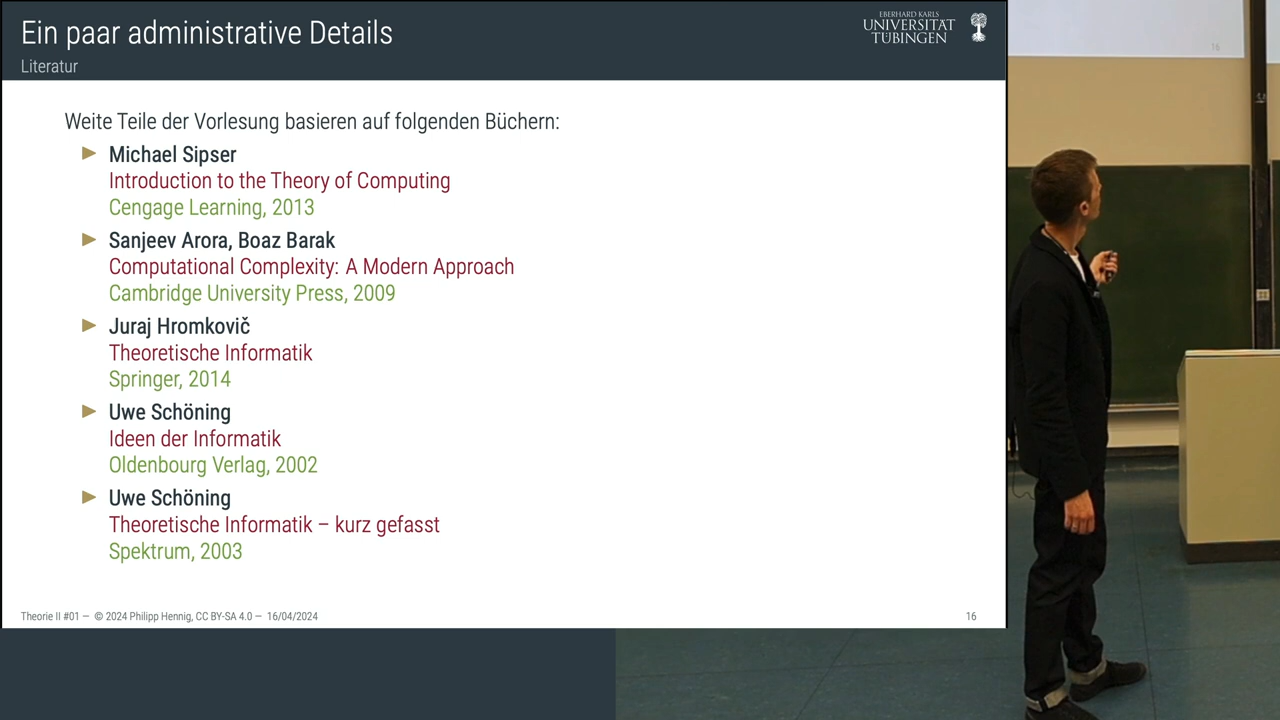 Ein paar administrative Details
Literatur
EBERHARD KARLS
UNIVERSITÄT
TÜBINGEN
Weite Teile der Vorlesung basieren auf folgenden Büchern:
Michael Sipser
Introduction to the Theory of Computing
Cengage Learning, 2013
Sanjeev Arora, Boaz Barak
Computational Complexity: A Modern Approach
Cambridge University Press, 2009
Juraj Hromkovič
Theoretische Informatik
Springer, 2014
Uwe Schöning
Ideen der Informatik
Oldenbourg Verlag, 2002
Uwe Schöning
Theoretische Informatik – kurz gefasst
Spektrum, 2003
Theorie II #01 — © 2024 Philipp Hennig, CC BY-SA 4.0 — 16/04/2024
16
16